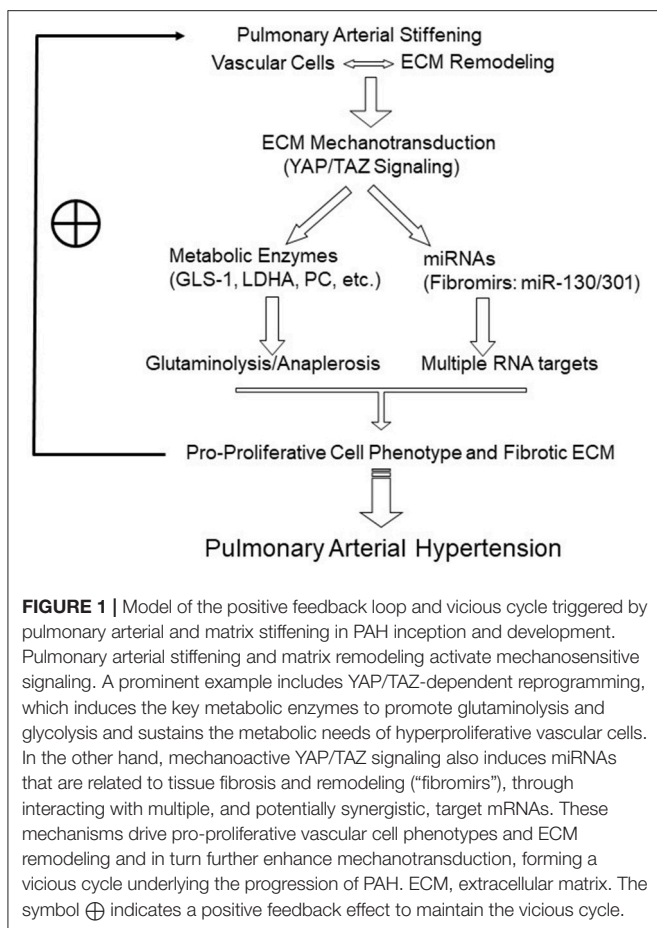 Pulmonary Arterial Stiffening
Vascular Cells ECM Remodeling
ECM Mechanotransduction
(YAP/TAZ Signaling)
Metabolic Enzymes
(GLS-1, LDHA, PC, etc.)
miRNAs
(Fibromirs: miR-130/301)
Glutaminolysis/Anaplerosis
Multiple RNA targets
Pro-Proliferative Cell Phenotype and Fibrotic ECM
Pulmonary Arterial Hypertension
FIGURE 1 | Model of the positive feedback loop and vicious cycle triggered by
pulmonary arterial and matrix stiffening in PAH inception and development.
Pulmonary arterial stiffening and matrix remodeling activate mechanosensitive
signaling. A prominent example includes YAP/TAZ-dependent reprogramming,
which induces the key metabolic enzymes to promote glutaminolysis and
glycolysis and sustains the metabolic needs of hyperproliferative vascular cells.
In the other hand, mechanoactive YAP/TAZ signaling also induces miRNAs
that are related to tissue fibrosis and remodeling (“fibromirs”), through
interacting with multiple, and potentially synergistic, target mRNAs. These
mechanisms drive pro-proliferative vascular cell phenotypes and ECM
remodeling and in turn further enhance mechanotransduction, forming a
vicious cycle underlying the progression of PAH. ECM, extracellular matrix. The
symbol ⊕ indicates a positive feedback effect to maintain the vicious cycle.